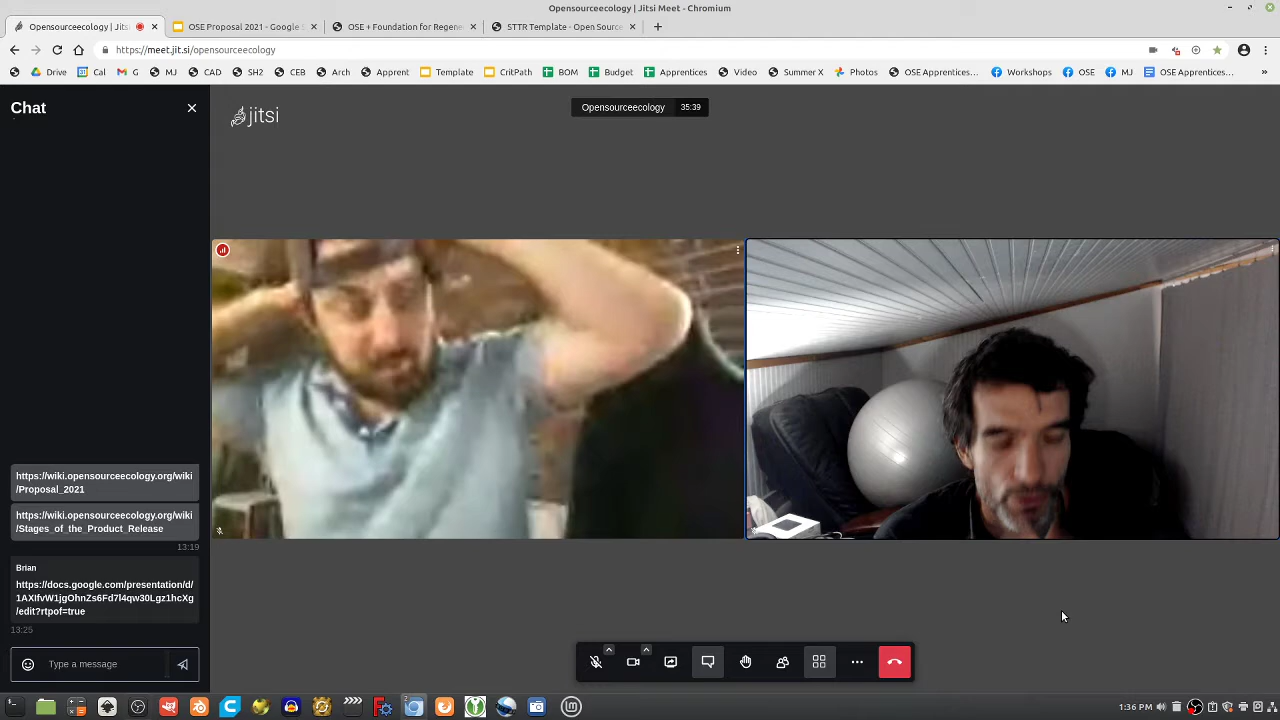 Opensourceecology | Jitsi Meet - Chromium
Opensourceecology | Jits
OSE Proposal 2021 - Google S
OSE + Foundation for Regene
STTR Template - Open Source
https://meet.jit.si/opensourceecology
Drive
Cal
G
MJ
CAD
SH2
CEB
Arch
Apprent
Template
CritPath
BOM
Budget
Apprentices
Video
Summer X
Photos
OSE Apprentices...
Workshops
OSE
MJ
OSE Apprentices...
»
Chat
jitsi
Opensourceecology 35:39
https://wiki.opensourceecology.org/wiki
/Proposal_2021
https://wiki.opensourceecology.org/wiki
/Stages_of_the_Product_Release
13:19
Brian
https://docs.google.com/presentation/d/
/edit?rtpof=true
13:25
Type a message
1:36 PM